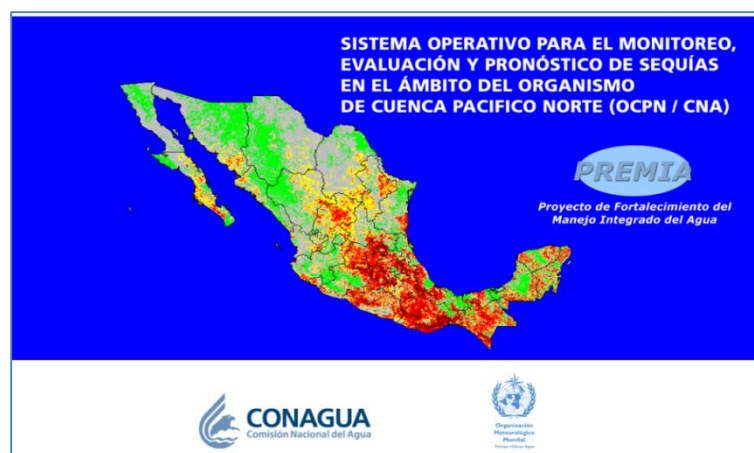 SISTEMA OPERATIVO PARA EL MONITOREO,
EVALUACIÓN Y PRONÓSTICO DE SEQUÍAS
EN EL ÁMBITO DEL ORGANISMO
DE CUENCA PACIFICO NORTE (OCPN / CNA)
PREMIA
Proyecto de Fortalecimiento del
Manejo Integrado del Agua
CONAGUA
Comisión Nacional del Agua
Organización
Meteorológica
Mundial